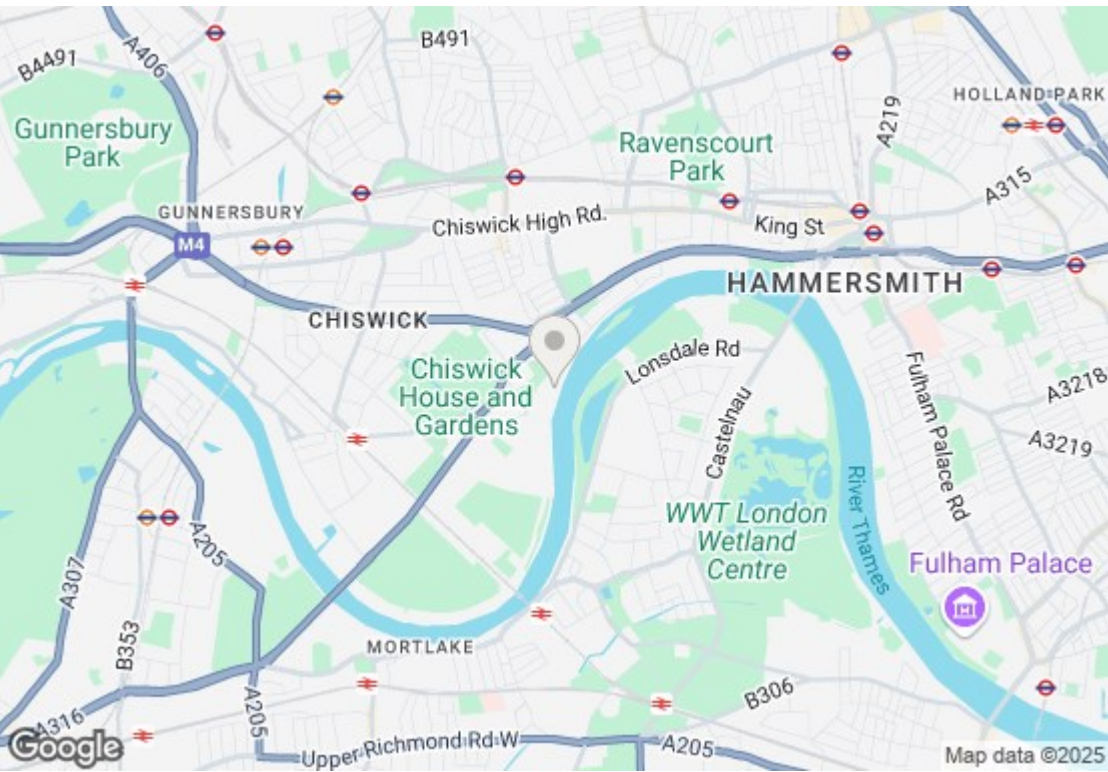 B4491
A406
B491
HOLLAND PARK
Gunnersbury
Park
Ravenscourt
Park
A219
A315
GUNNERSBURY
Chiswick High Rd.
King St
M4
HAMMERSMITH
CHISWICK
Chiswick
House and
Gardens
Lonsdale Rd
Castelnau
Fulham Palace Rd
A3218
A3219
WWT London
Wetland
Centre
River Thames
A205
A307
B353
Fulham Palace
MORTLAKE
B306
A316
A205
Upper Richmond Rd W
A205
Google
Map data ©2025